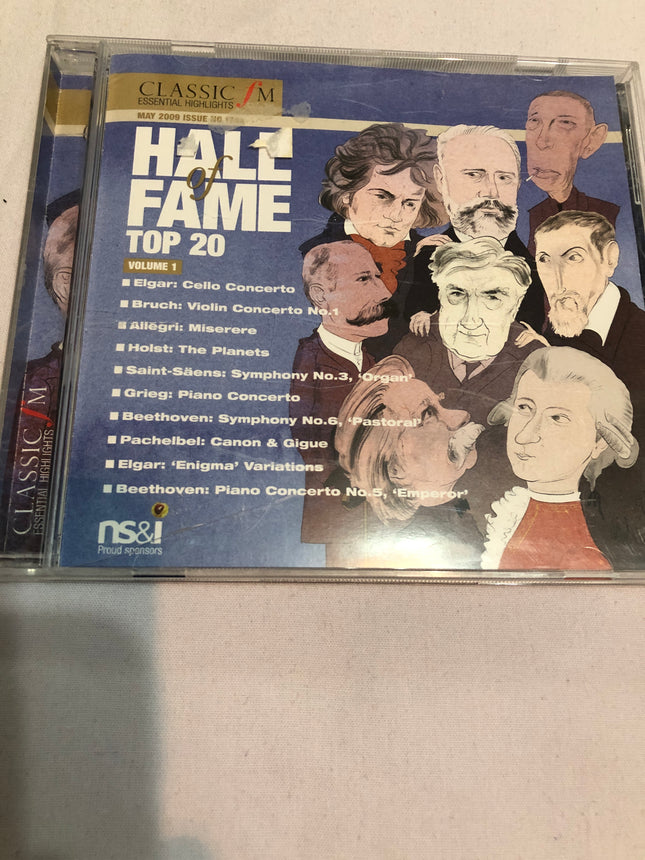 CLASSIC fM
ESSENTIAL HIGHLIGHTS
MAY 2009 ISSUE NO
HALL
of
FAME
TOP 20
VOLUME 1
Elgar: Cello Concerto
Bruch: Violin Concerto No.1
Allegri: Miserere
Holst: The Planets
Saint-Säens: Symphony No.3, ‘Organ’
Grieg: Piano Concerto
Beethoven: Symphony No.6, ‘Pastoral’
Pachelbel: Canon & Gigue
Elgar: ‘Enigma’ Variations
Beethoven: Piano Concerto No.5, ‘Emperor’
ns&i
Proud sponsors
CLASSIC fM
ESSENTIAL HIGHLIGHTS